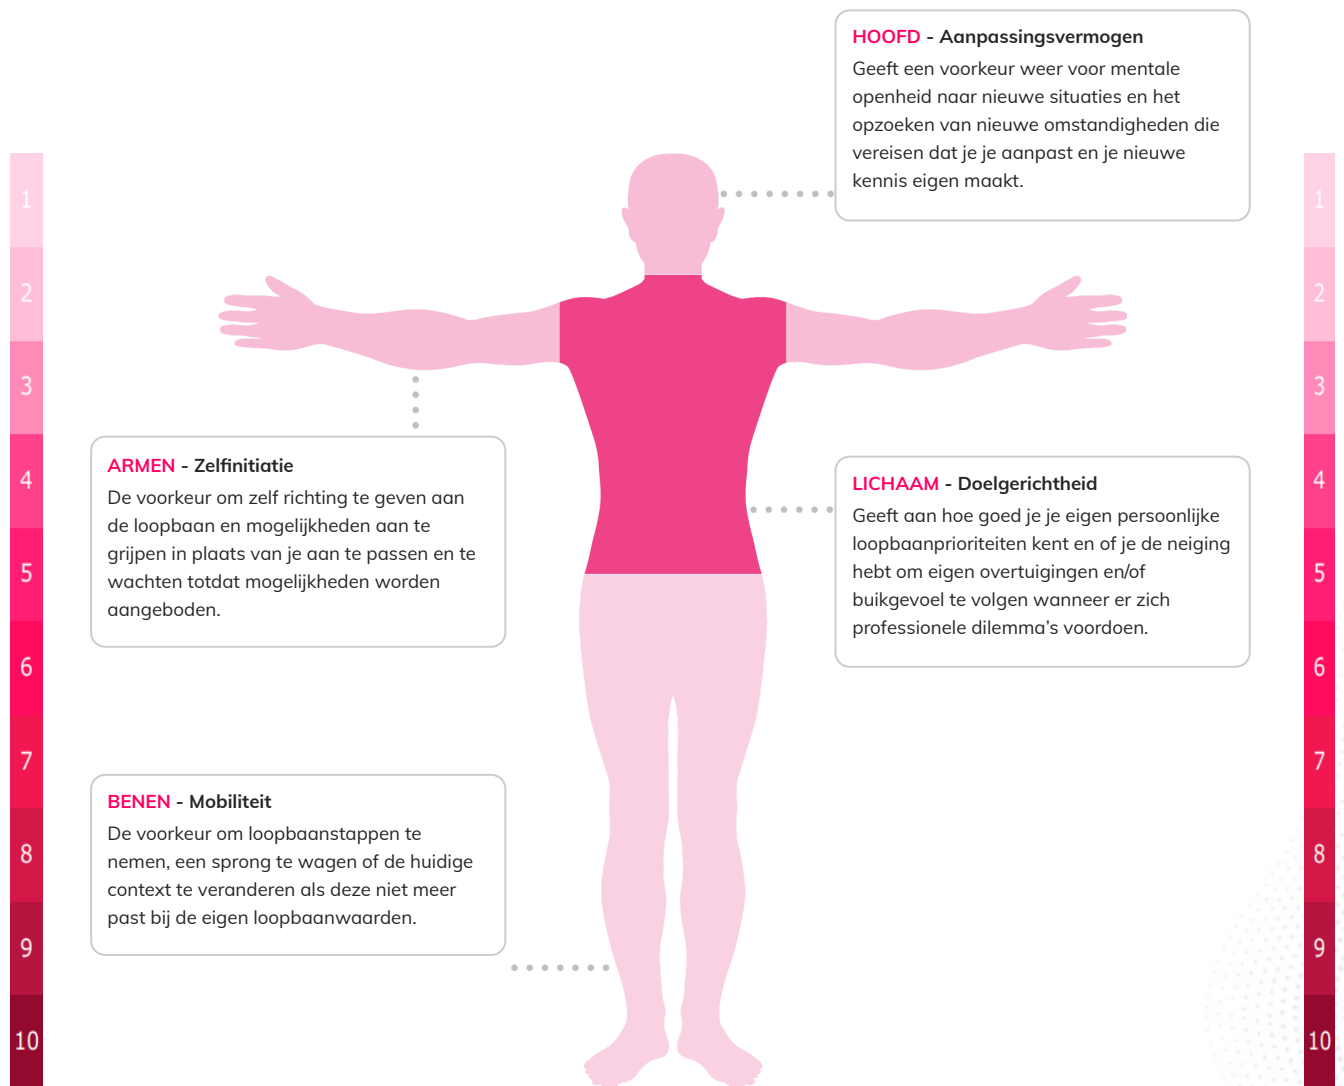 HOOFD - Aanpassingsvermogen
Geeft een voorkeur weer voor mentale
openheid naar nieuwe situaties en het
opzoeken van nieuwe omstandigheden die
vereisen dat je je aanpast en je nieuwe
kennis eigen maakt.
ARMEN - Zelfinitiatie
De voorkeur om zelf richting te geven aan
de loopbaan en mogelijkheden aan te
grijpen in plaats van je aan te passen en te
wachten totdat mogelijkheden worden
aangeboden.
LICHAAM - Doelgerichtheid
Geeft aan hoe goed je je eigen persoonlijke
loopbaanprioriteiten kent en of je de neiging
hebt om eigen overtuigingen en/of
buikgevoel te volgen wanneer er zich
professionele dilemma's voordoen.
BENEN - Mobiliteit
De voorkeur om loopbaanstappen te
nemen, een sprong te wagen of de huidige
context te veranderen als deze niet meer
past bij de eigen loopbaanwaarden.
1
2
3
4
5
6
7
8
9
10
1
2
3
4
5
6
7
8
9
10